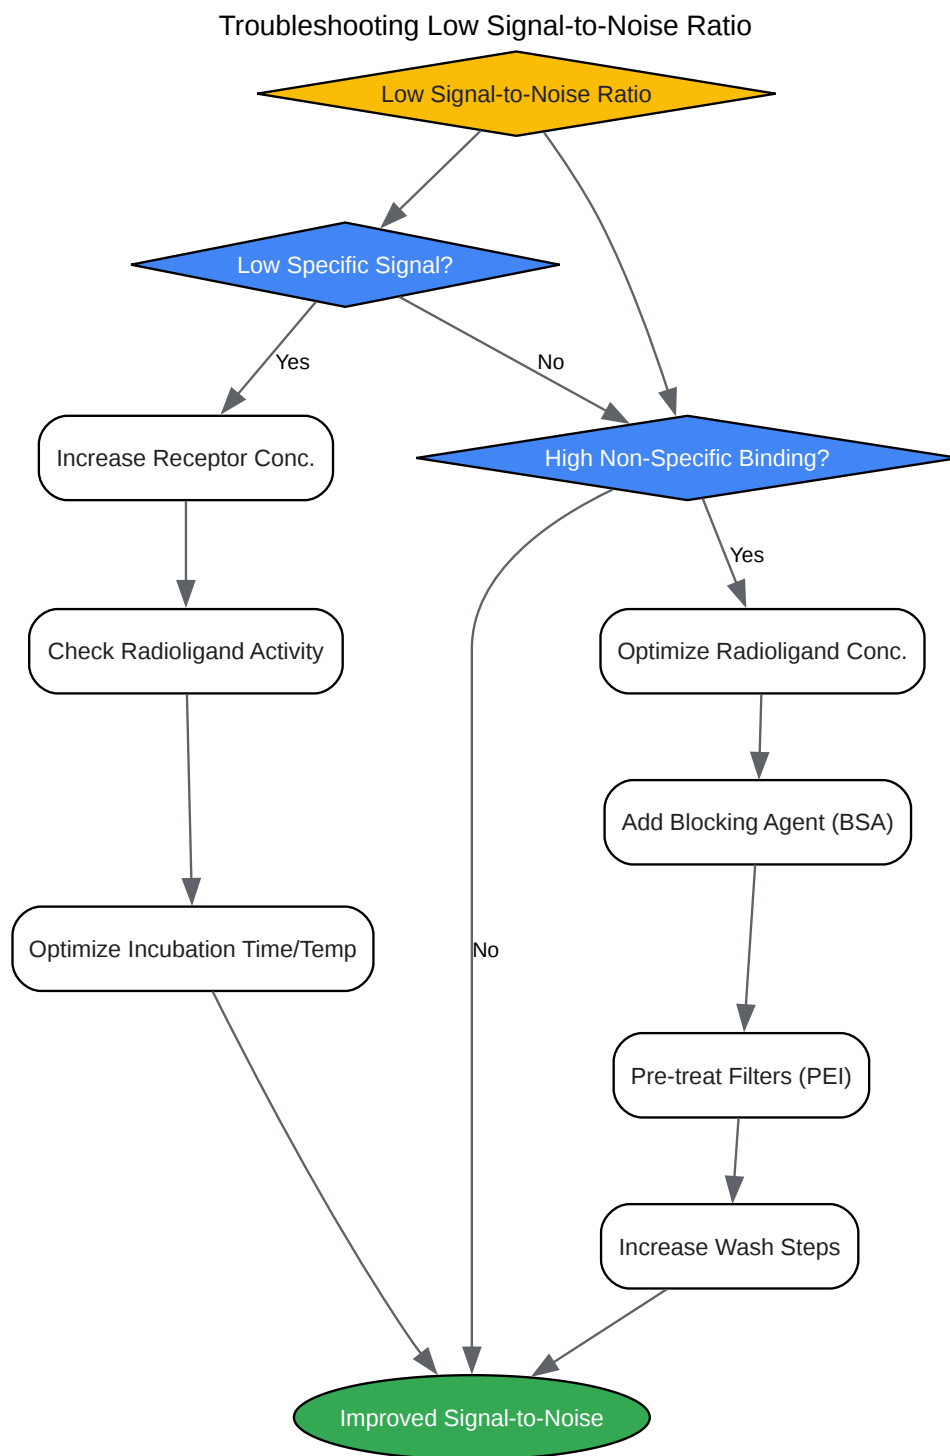 Troubleshooting Low Signal-to-Noise Ratio
Low Signal-to-Noise Ratio
Low Specific Signal?
Yes
No
Increase Receptor Conc.
High Non-Specific Binding?
Yes
Check Radioligand Activity
Optimize Radioligand Conc.
Add Blocking Agent (BSA)
Optimize Incubation Time/Temp
No
Pre-treat Filters (PEI)
Increase Wash Steps
Improved Signal-to-Noise